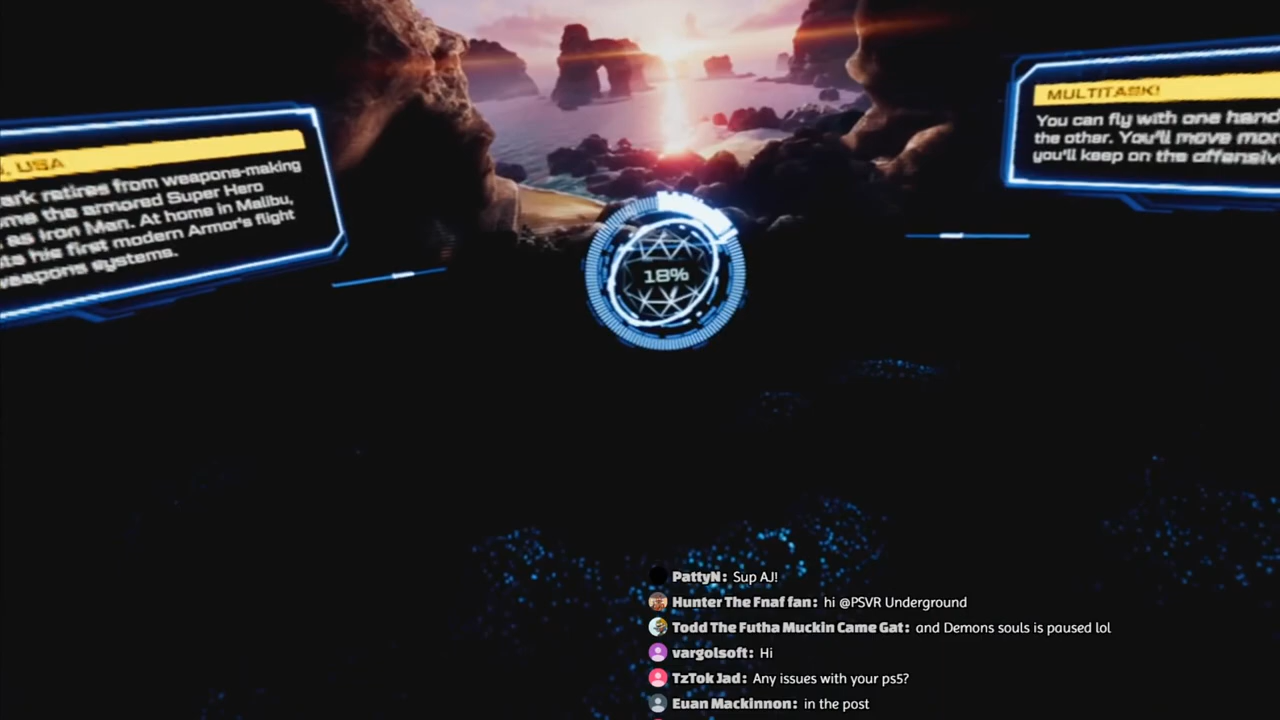 , USA
ark retires from weapons-making
me the armored Super Hero
as Iron Man. At home in Malibu,
ts his first modern Armor's flight
weapons systems.
MULTITASK!
You can fly with one hand
the other. You'll move mor
you'll keep on the offensiv
18%
PattyN: Sup AJ!
Hunter The Fnaf fan: hi @PSVR Underground
Todd The Futha Muckin Came Gat: and Demons souls is paused lol
vargolsoft: Hi
TzTok Jad: Any issues with your ps5?
Euan Mackinnon: in the post